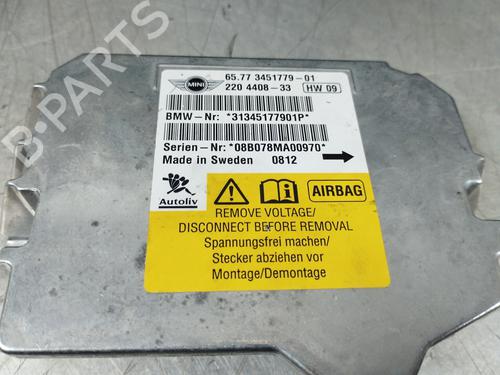 MINI
65.77 3451779-01
220 4408-33 HW 09
BMW-Nr: *31345177901P*
Serien-Nr: *08B078MA00970*
Made in Sweden 0812
Autoliv
AIRBAG
REMOVE VOLTAGE/
DISCONNECT BEFORE REMOVAL
Spannungsfrei machen/
Stecker abziehen vor
Montage/Demontage